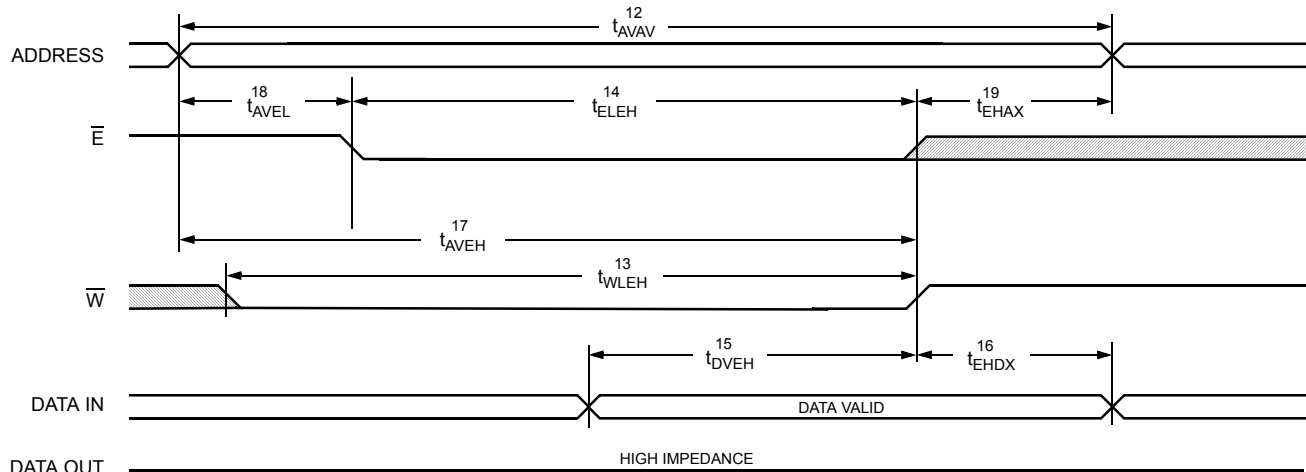 12
tAVAV
ADDRESS
18
tAVEL
14
tELEH
19
tEHAX
E
17
tAVEH
13
tWLEH
W
15
tDVEH
16
tEHDX
DATA IN
DATA VALID
HIGH IMPEDANCE
DATA OUT